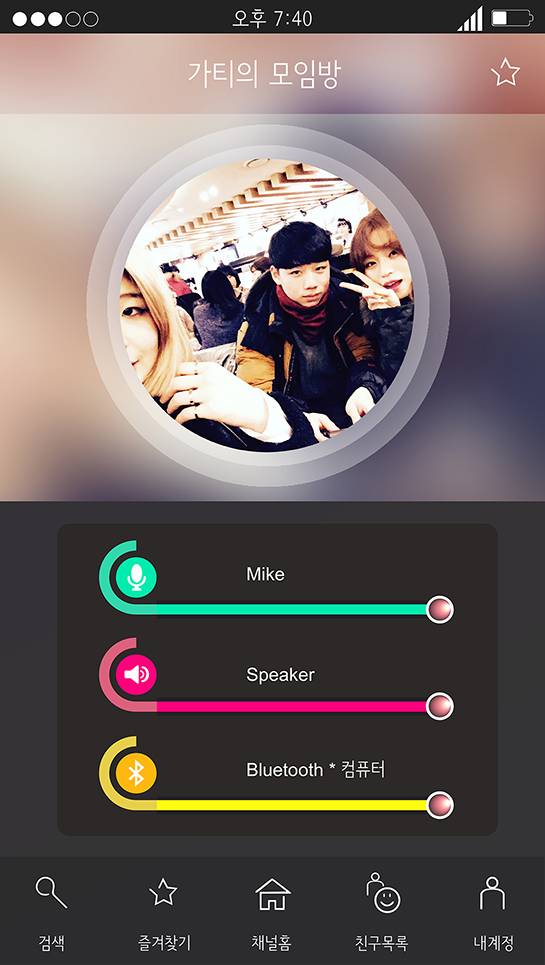 오후 7:40
가티의 모임방
Mike
Speaker
Bluetooth * 컴퓨터
검색
즐겨찾기
채널홈
친구목록
내계정